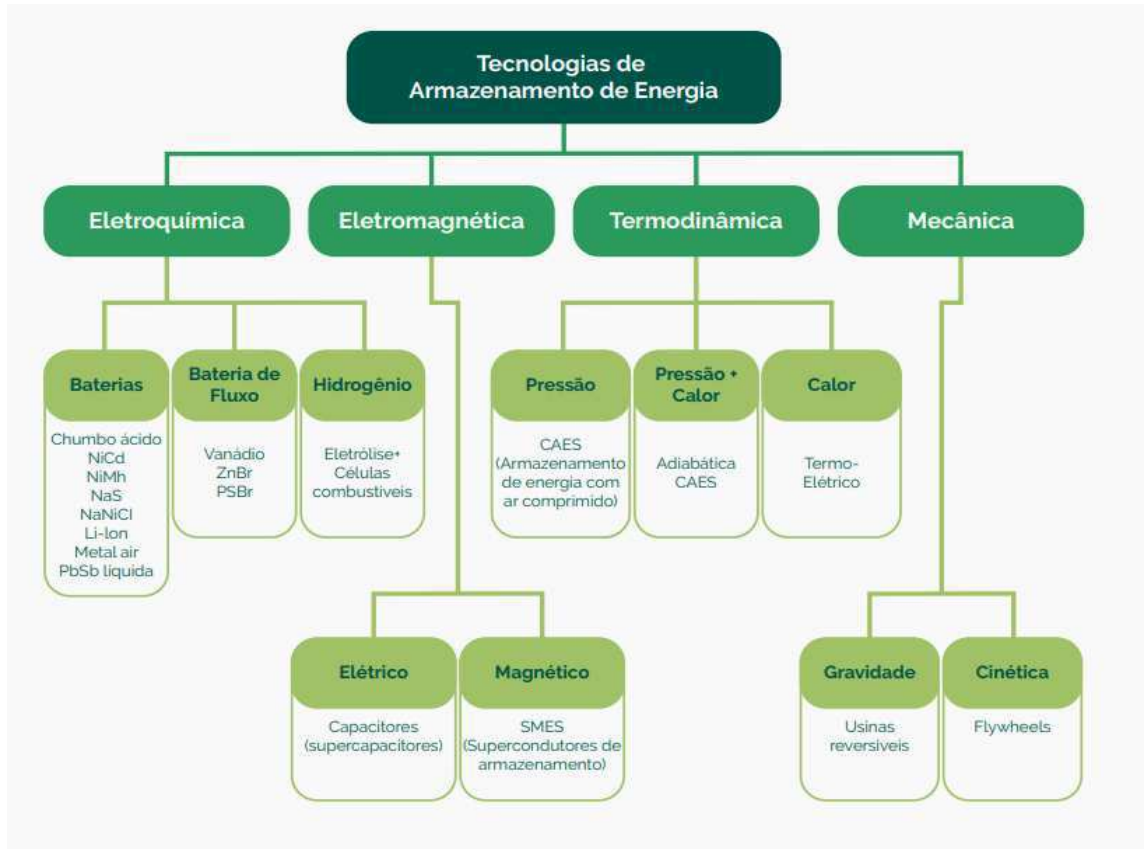 Tecnologias de
Armazenamento de Energia
Eletroquímica
Eletromagnética
Termodinâmica
Mecânica
Baterias
Chumbo ácido
NiCd
NiMh
NaS
NaNiCl
Li-Ion
Metal air
PbSb líquida
Bateria de
Fluxo
Vanádio
ZnBr
PSBr
Hidrogênio
Eletrólise+
Células
combustíveis
Pressão
CAES
(Armazenamento
de energia com
ar comprimido)
Pressão +
Calor
Adiabática
CAES
Calor
Termo-
Elétrico
Elétrico
Capacitores
(supercapacitores)
Magnético
SMES
(Supercondutores de
armazenamento)
Gravidade
Usinas
reversíveis
Cinética
Flywheels